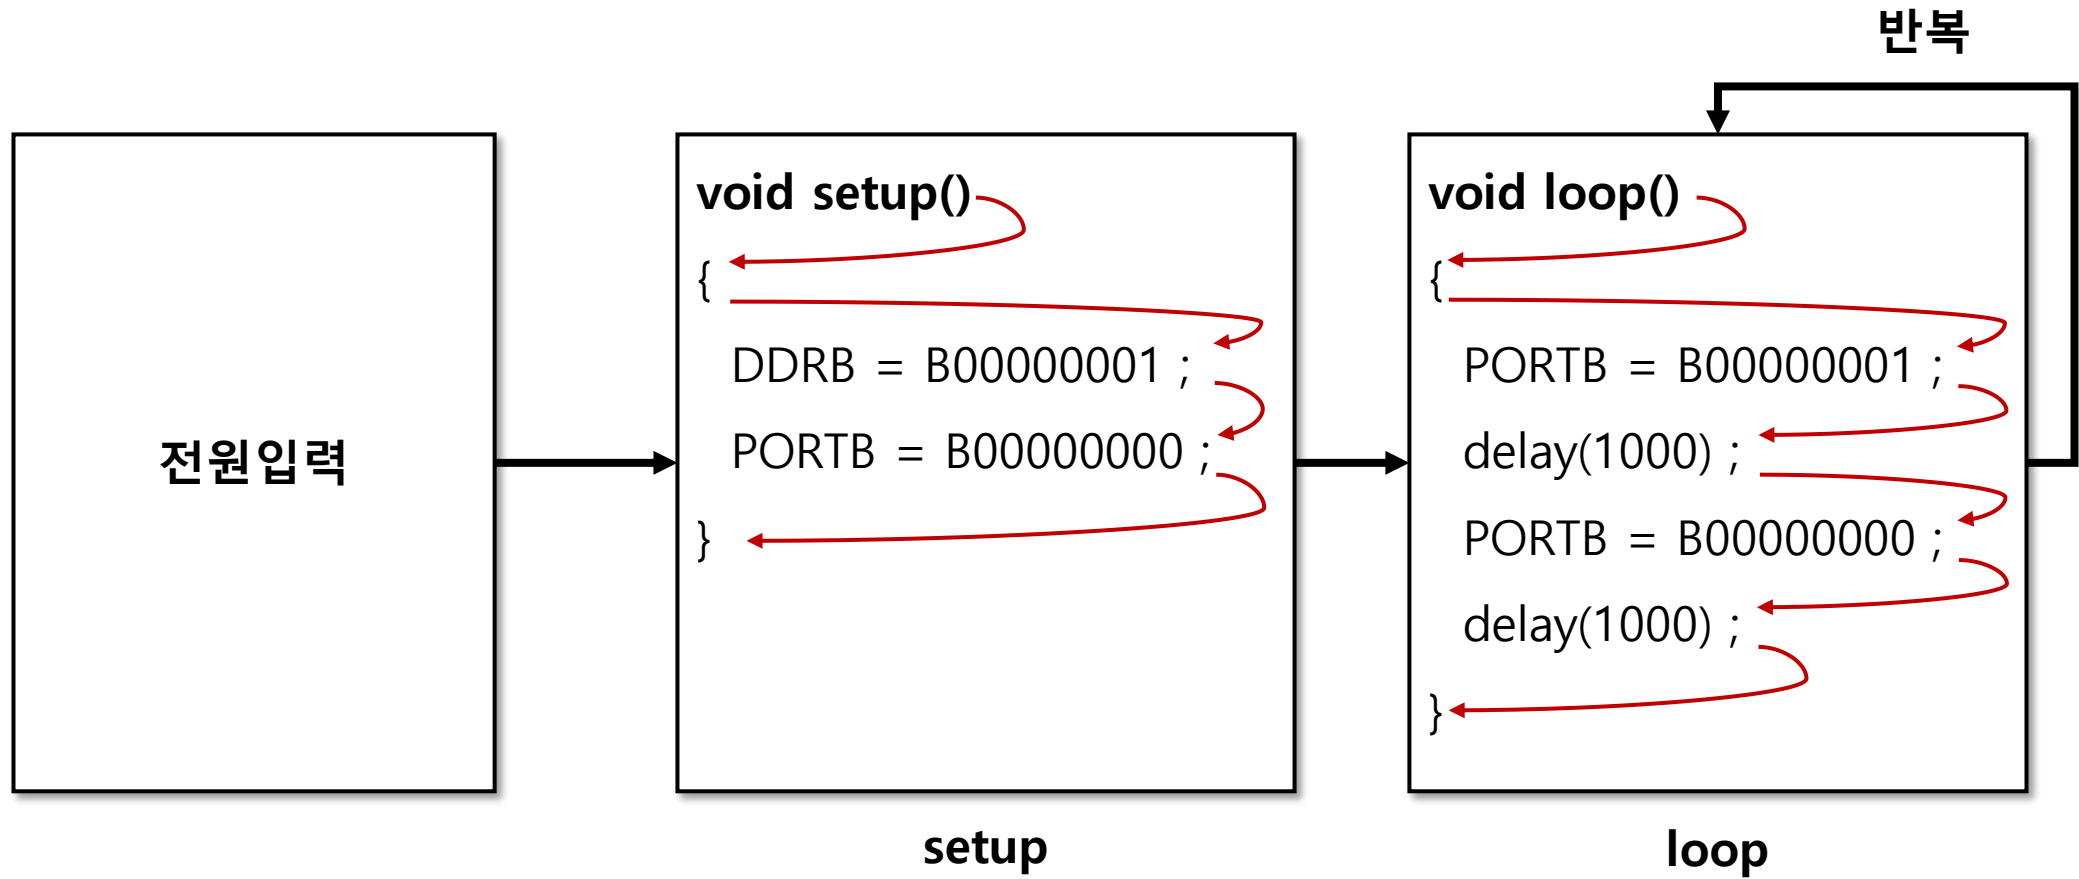 반복
전원입력
void setup()
{
DDRB = B00000001 ;
PORTB = B00000000 ;
}
setup
void loop()
{
PORTB = B00000001 ;
delay(1000) ;
PORTB = B00000000 ;
delay(1000) ;
}
loop